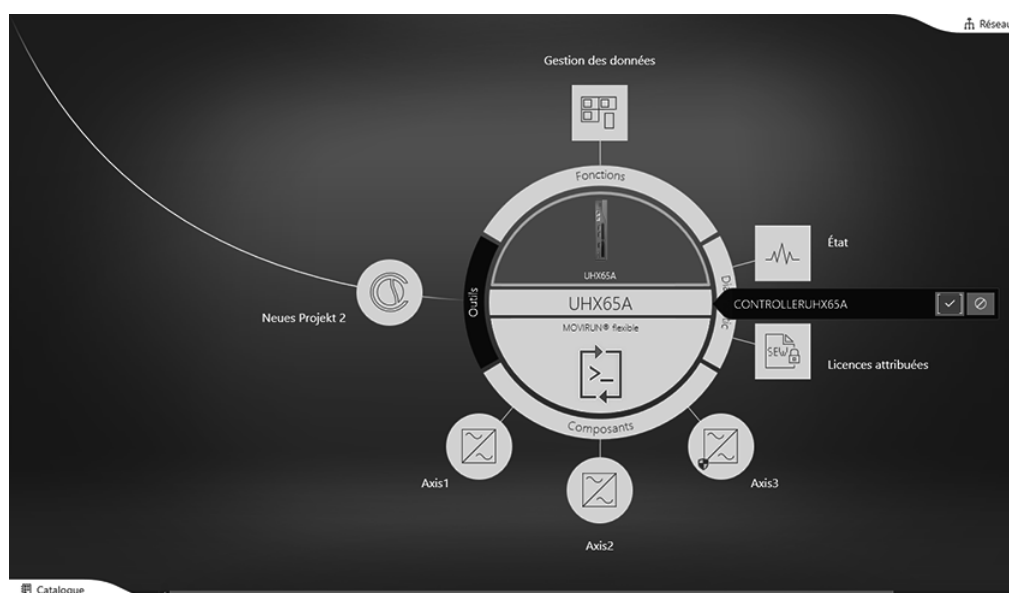 Réseau
Gestion des données
Fonctions
UHX65A
État
Outils
UHX65A
CONTROLLERUHX65A
Neues Projekt 2
MOVIRUN® flexible
SEW
Licences attribuées
>_
Composants
Axis1
Axis3
Axis2
Catalogue